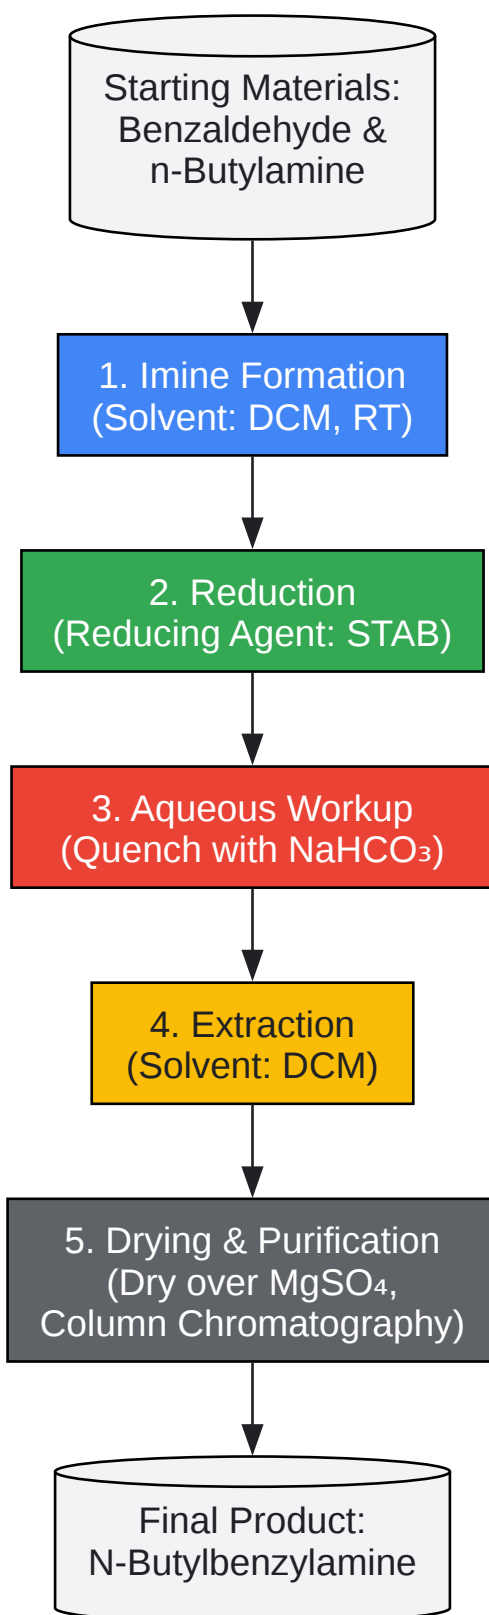 Starting Materials:
Benzaldehyde &
n-Butylamine
1. Imine Formation
(Solvent: DCM, RT)
2. Reduction
(Reducing Agent: STAB)
3. Aqueous Workup
(Quench with NaHCO₃)
4. Extraction
(Solvent: DCM)
5. Drying & Purification
(Dry over MgSO₄,
Column Chromatography)
Final Product:
N-Butylbenzylamine